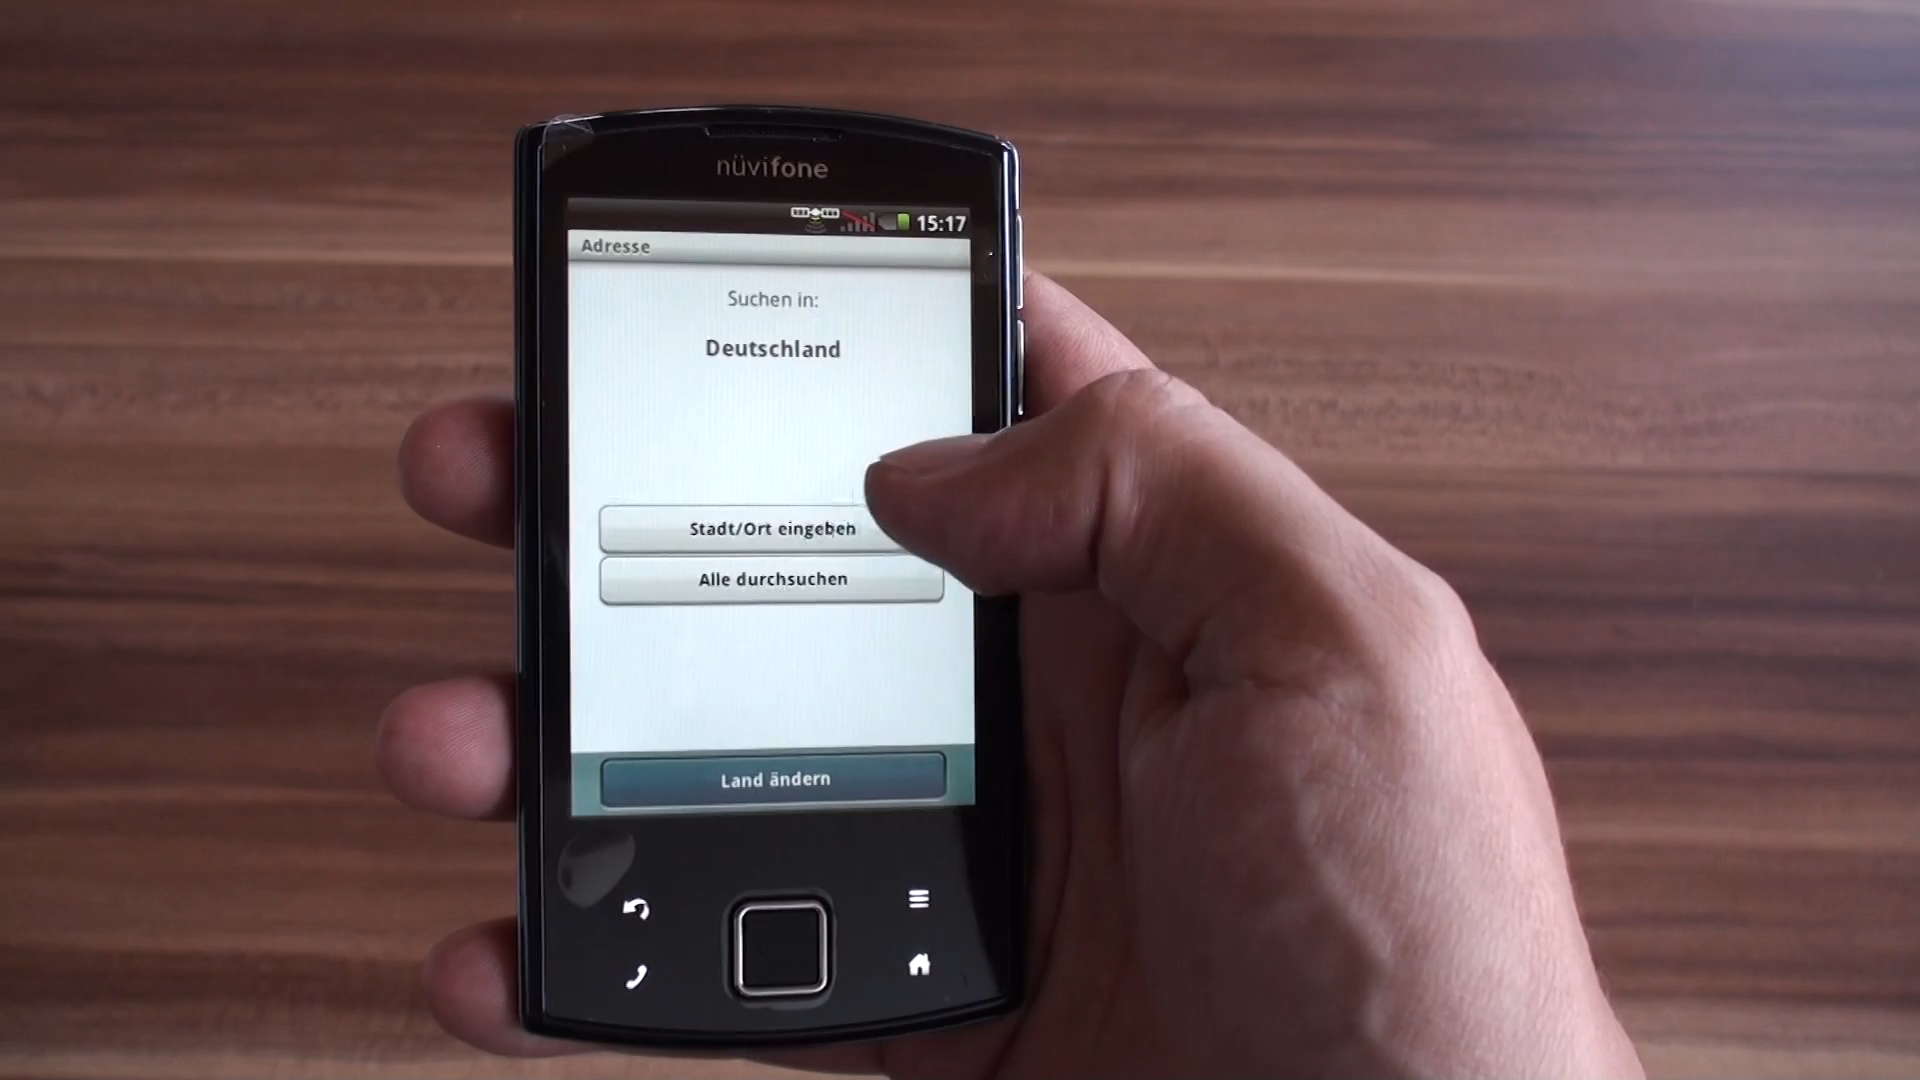 nüvifone
15:17
Adresse
Suchen in:
Deutschland
Stadt/Ort eingeben
Alle durchsuchen
Land ändern